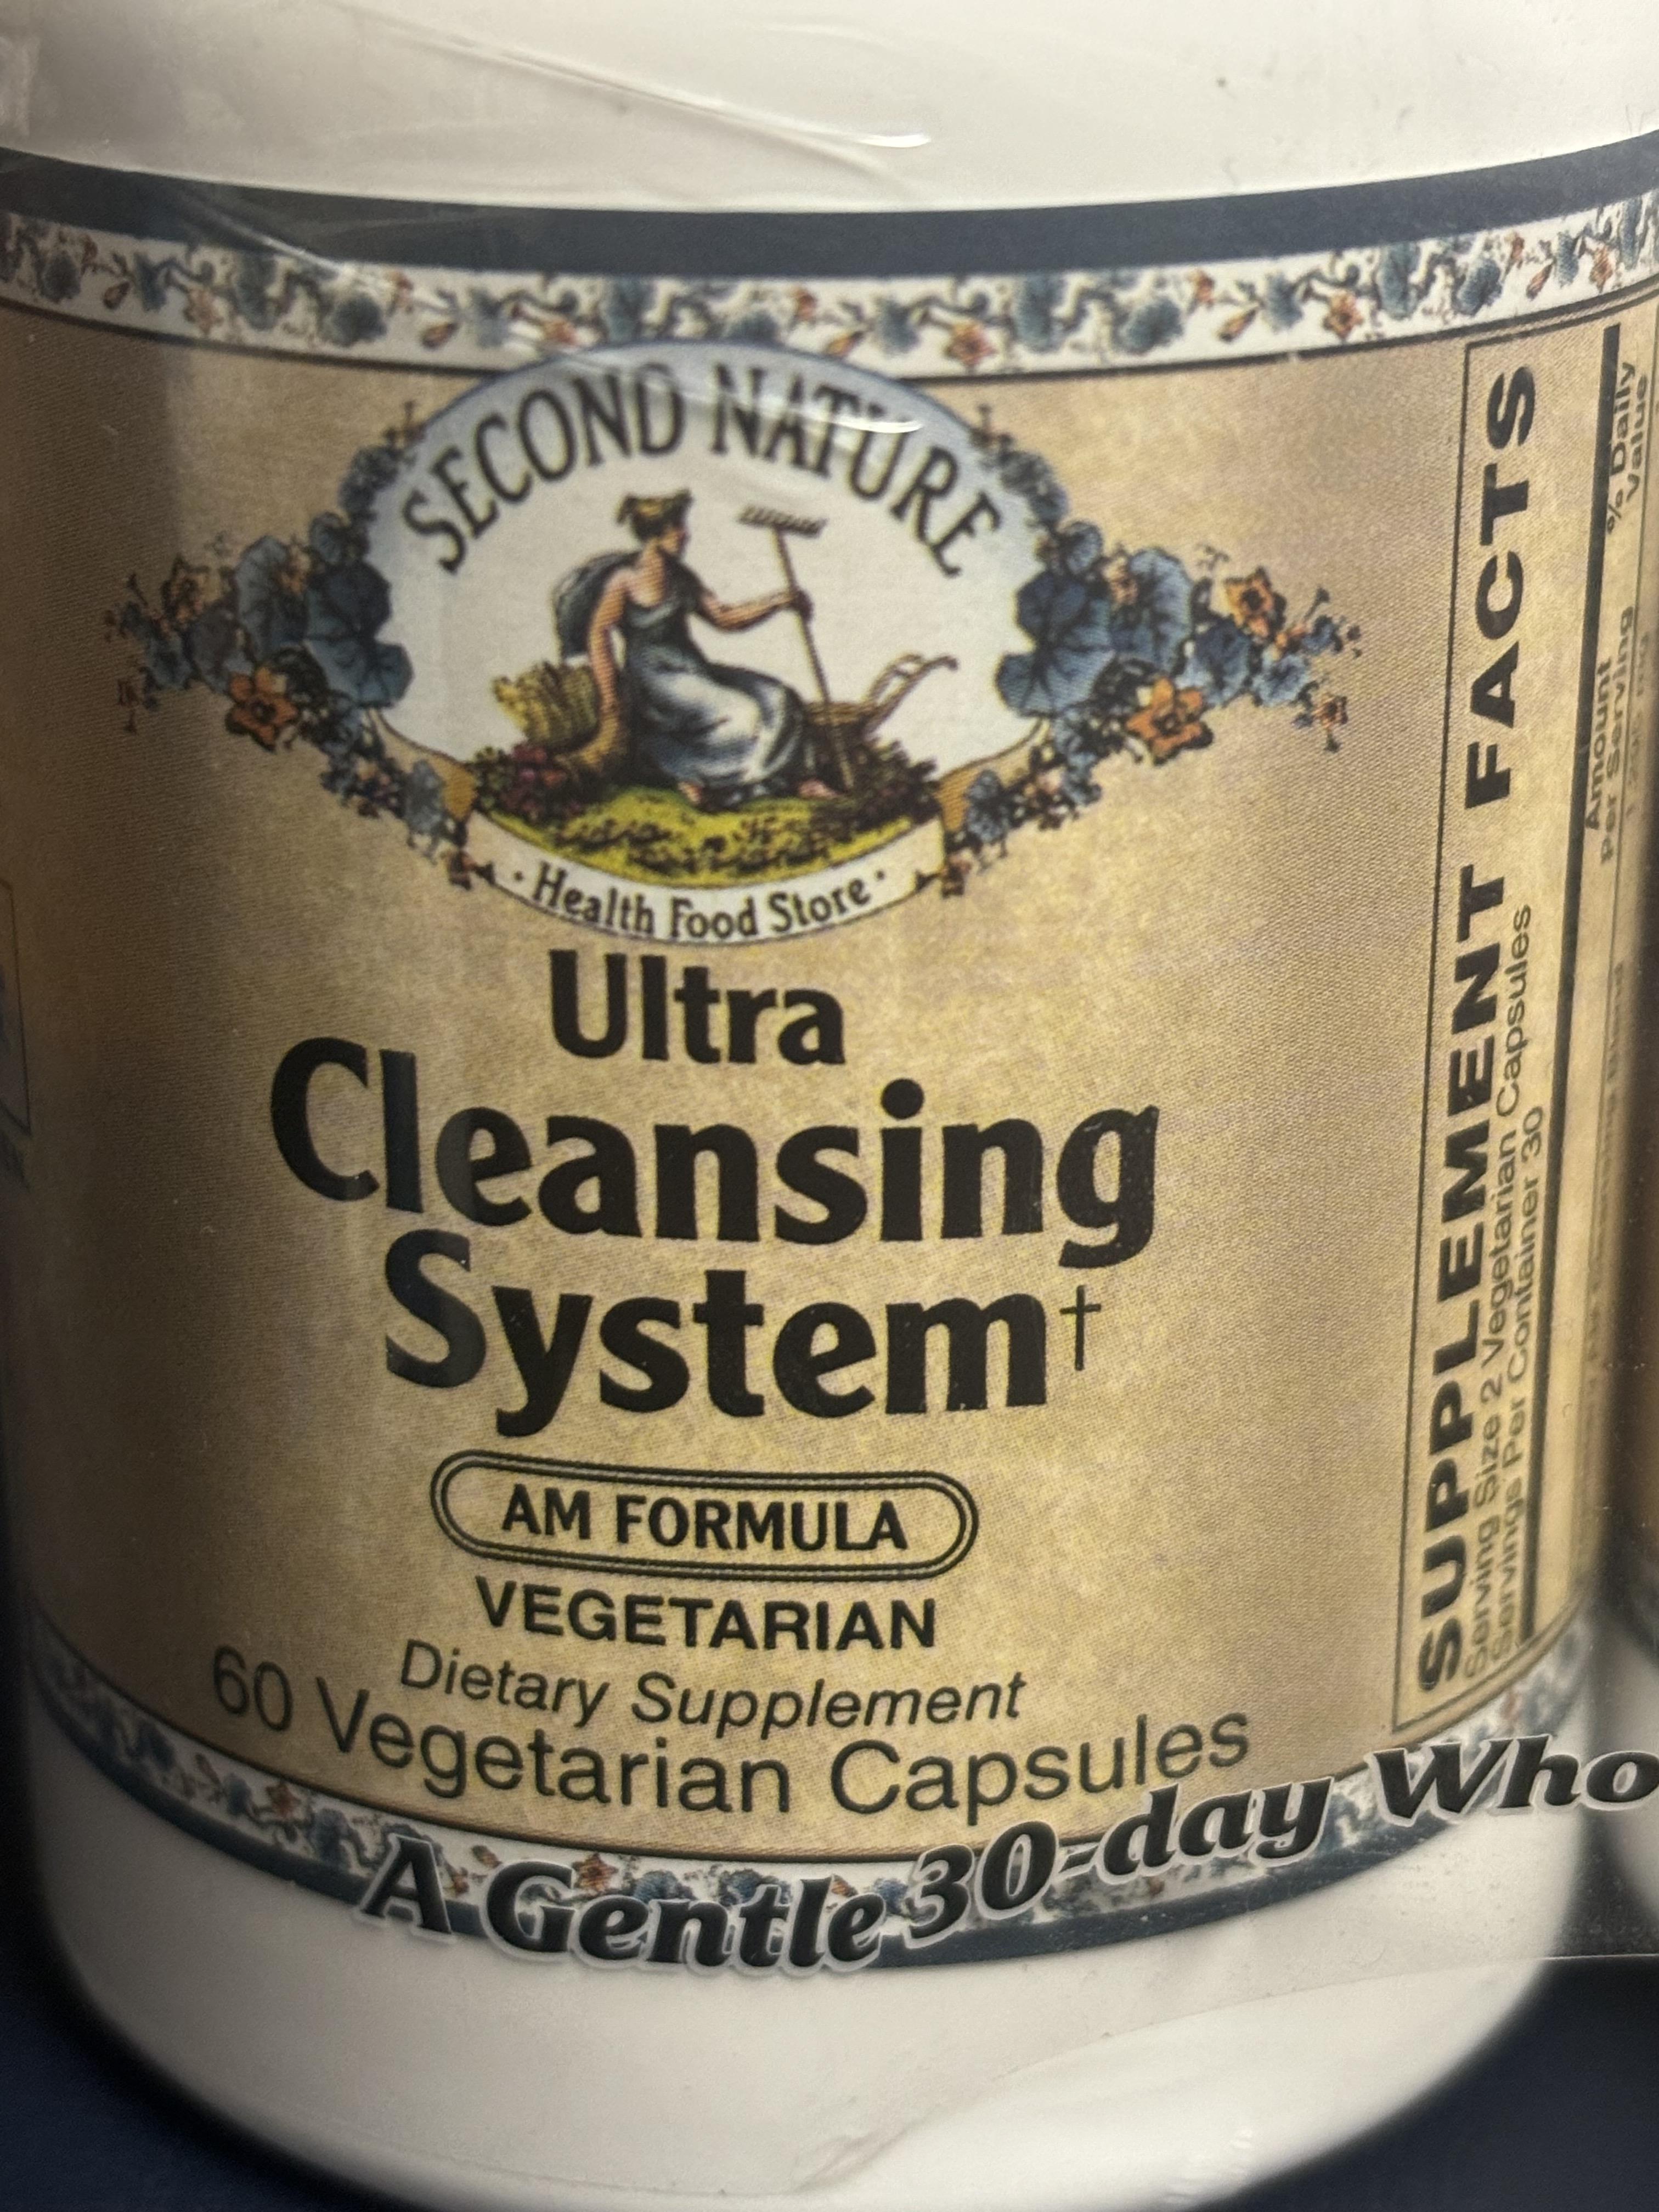 SECOND NATURE
· Health Food Store ·
Ultra
Cleansing
System†
AM FORMULA
VEGETARIAN
Dietary Supplement
60 Vegetarian Capsules
A Gentle 30-day Who
SUPPLEMENT FACTS
Serving Size 2 Vegetarian Capsules
Servings Per Container 30
Amount
Per Serving
% Daily
Value